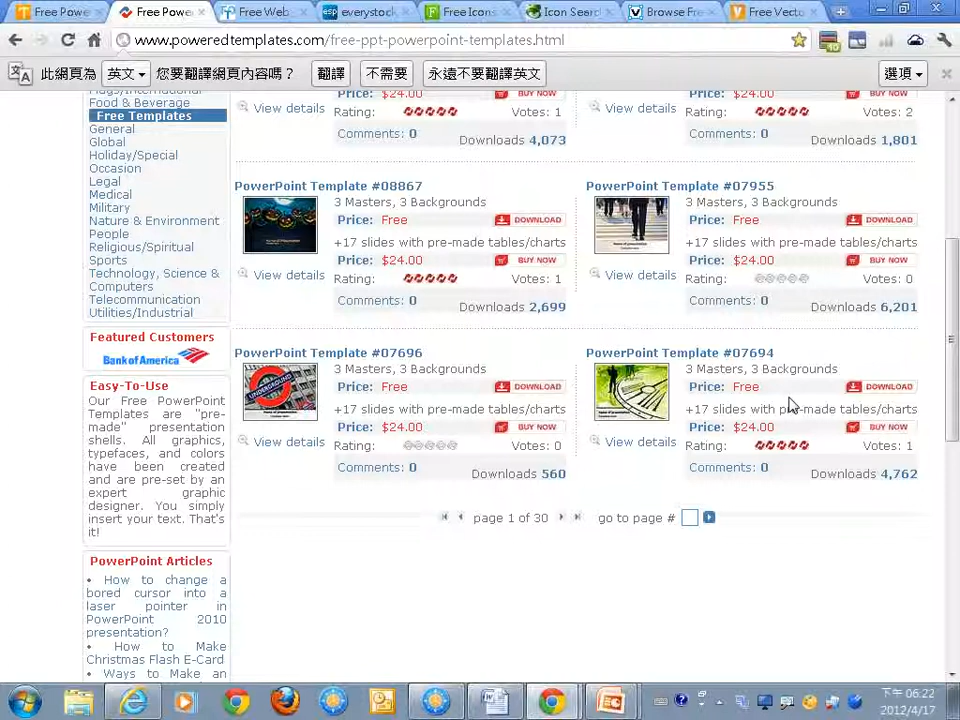 Free Power
Free Powe
Free Web
everystock
Free Icons
Icon Searc
Browse Fre
Free Vecto
www.poweredtemplates.com/free-ppt-powerpoint-templates.html
此網頁為 英文 您要翻譯網頁內容嗎？ 翻譯 不需要 永遠不要翻譯英文 選項
Food & Beverage
Free Templates
General
Global
Holiday/Special
Occasion
Legal
Medical
Military
Nature & Environment
People
Religious/Spiritual
Sports
Technology, Science &
Computers
Telecommunication
Utilities/Industrial
Featured Customers
Bank of America
Easy-To-Use
Our Free PowerPoint
Templates are "pre-
made" presentation
shells. All graphics,
typefaces, and colors
have been created
and are pre-set by an
expert graphic
designer. You simply
insert your text. That's
it!
PowerPoint Articles
• How to change a
bored cursor into a
laser pointer in
PowerPoint 2010
presentation?
• How to Make
Christmas Flash E-Card
• Ways to Make an
Price: $24.00 BUY NOW
View details
Rating: Votes: 1
Comments: 0
Downloads 4,073
Price: $24.00 BUY NOW
View details
Rating: Votes: 2
Comments: 0
Downloads 1,801
PowerPoint Template #08867
3 Masters, 3 Backgrounds
Price: Free DOWNLOAD
+17 slides with pre-made tables/charts
Price: $24.00 BUY NOW
View details
Rating: Votes: 1
Comments: 0
Downloads 2,699
PowerPoint Template #07955
3 Masters, 3 Backgrounds
Price: Free DOWNLOAD
+17 slides with pre-made tables/charts
Price: $24.00 BUY NOW
View details
Rating: Votes: 0
Comments: 0
Downloads 6,201
PowerPoint Template #07696
3 Masters, 3 Backgrounds
UNDERGROUND
Price: Free DOWNLOAD
+17 slides with pre-made tables/charts
Price: $24.00 BUY NOW
View details
Rating: Votes: 0
Comments: 0
Downloads 560
PowerPoint Template #07694
3 Masters, 3 Backgrounds
Price: Free DOWNLOAD
+17 slides with pre-made tables/charts
Price: $24.00 BUY NOW
View details
Rating: Votes: 1
Comments: 0
Downloads 4,762
page 1 of 30 go to page #
下午 06:22
2012/4/17